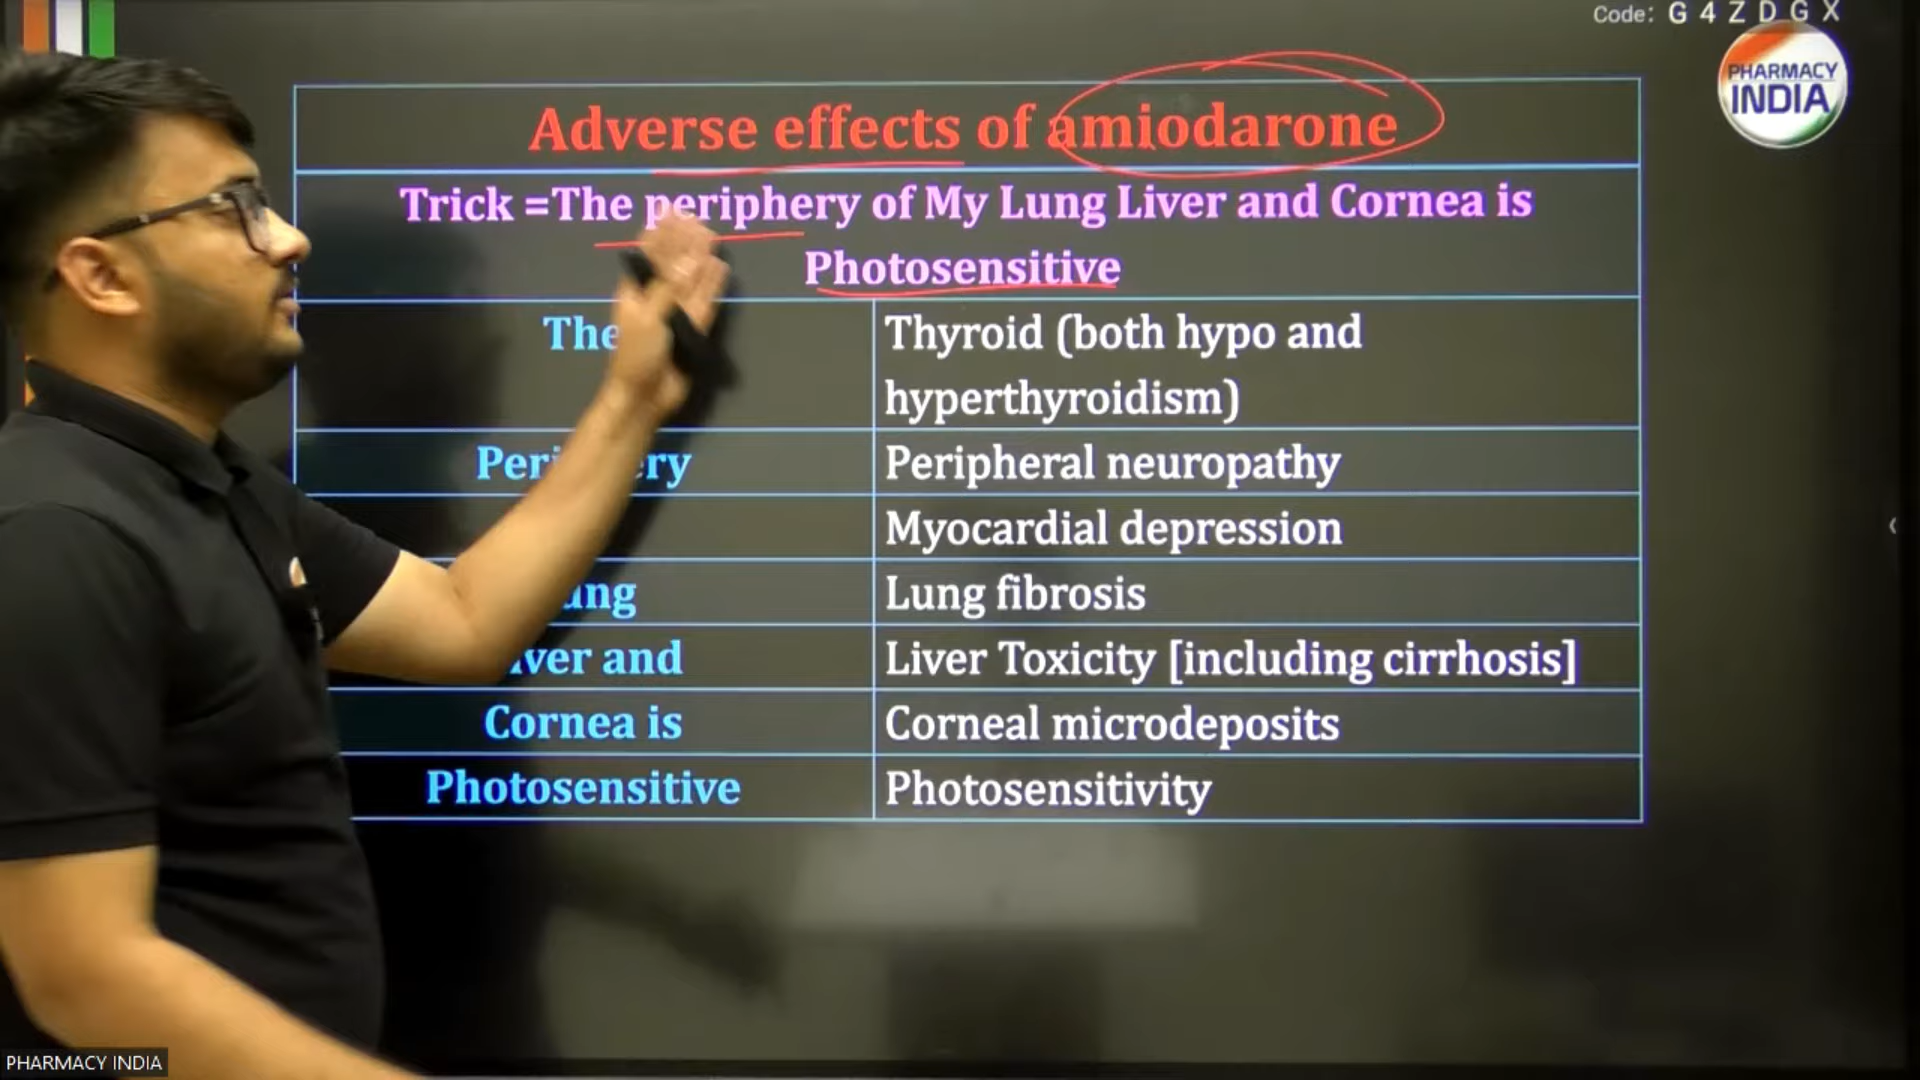 Code: G 4 Z D G X
PHARMACY
INDIA
Adverse effects of amiodarone
Trick =The periphery of My Lung Liver and Cornea is
Photosensitive
The
Thyroid (both hypo and
hyperthyroidism)
Peripheral neuropathy
Myocardial depression
Lung fibrosis
and
Liver Toxicity [including cirrhosis]
Cornea is
Corneal microdeposits
Photosensitive
Photosensitivity
PHARMACY INDIA